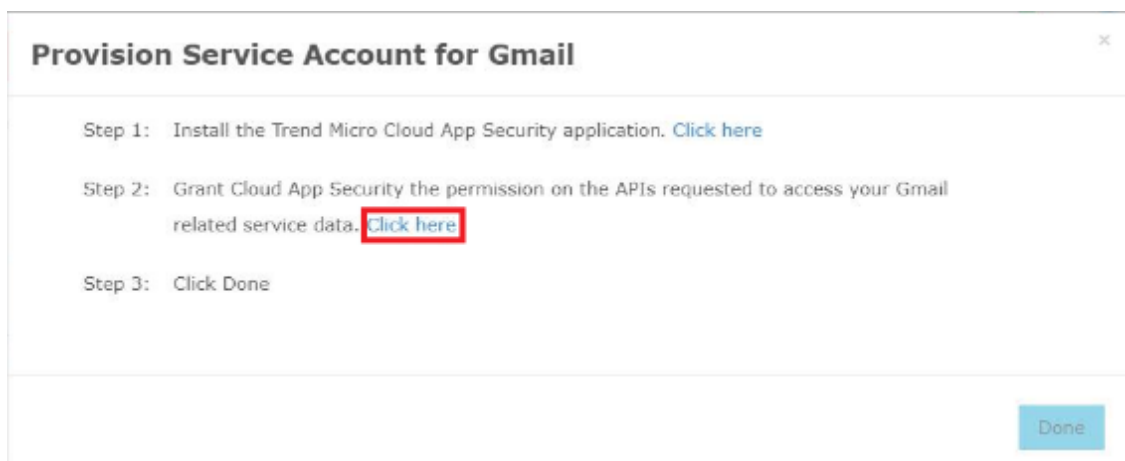 Provision Service Account for Gmail
×
Step 1: Install the Trend Micro Cloud App Security application. Click here
Step 2: Grant Cloud App Security the permission on the APIs requested to access your Gmail
related service data. Click here
Step 3: Click Done
Done